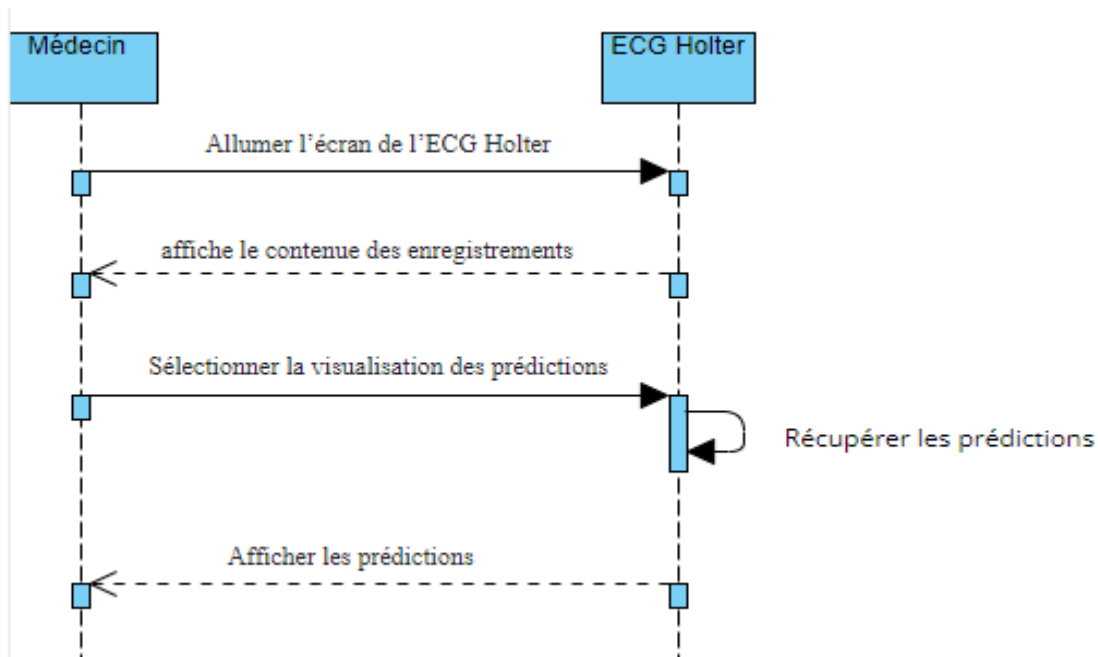 Médecin
ECG Holter
Allumer l’écran de l’ECG Holter
affiche le contenue des enregistrements
Sélectionner la visualisation des prédictions
Récupérer les prédictions
Afficher les prédictions